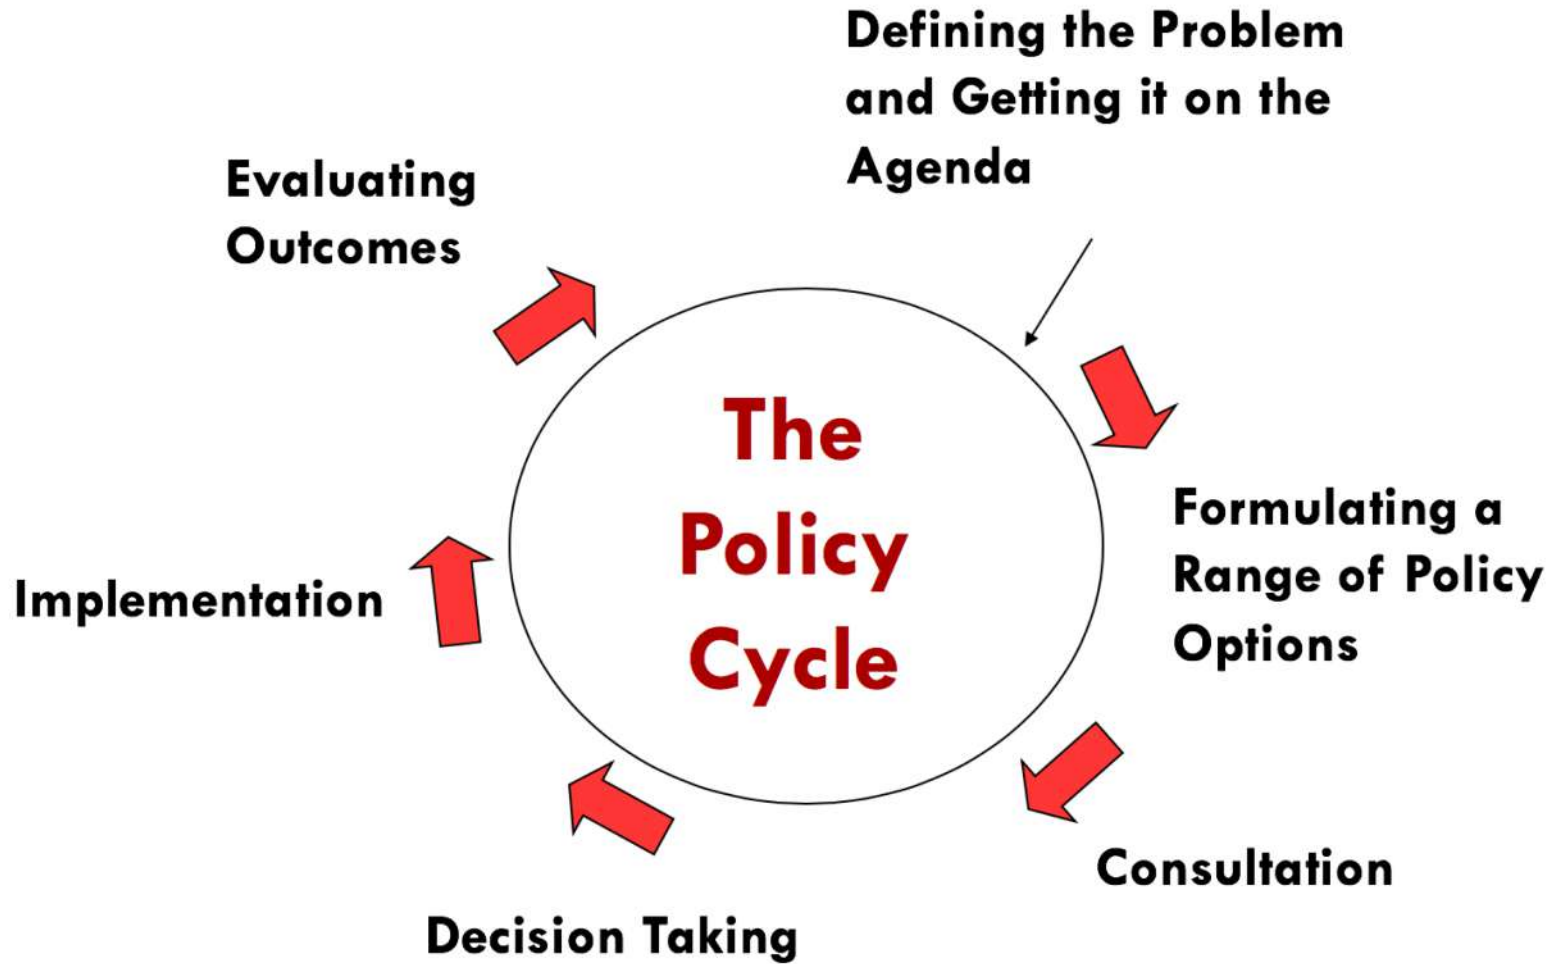 Defining the Problem
and Getting it on the
Agenda
Evaluating
Outcomes
The
Policy
Cycle
Formulating a
Range of Policy
Options
Implementation
Consultation
Decision Taking